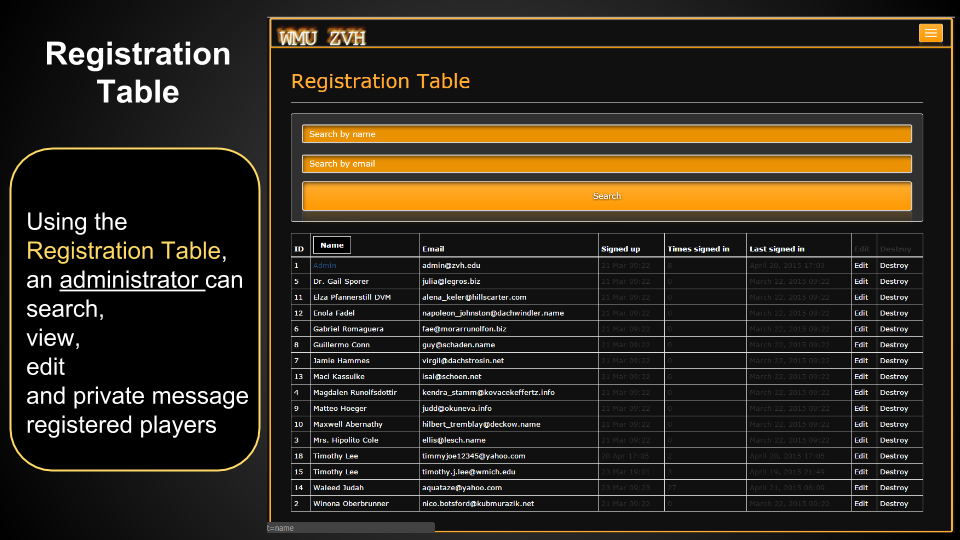 Registration
Table
Using the
Registration Table,
an administrator can
search,
view,
edit
and private message
registered players
WMU ZVH
Registration Table
Search by name
Search by email
Search
ID Name Email Signed up Times signed in Last signed in Edit Destroy
1 Admin admin@zvh.edu 21 Mar 09:22 April 20, 2015 17:03 Edit Destroy
5 Dr. Gail Sporer julia@legros.biz 21 Mar 09:22 0 March 22, 2015 09:22 Edit Destroy
11 Elza Pfannerstill DVM alena_keler@hillscarter.com 21 Mar 09:22 0 March 22, 2015 09:22 Edit Destroy
12 Enola Fadel napoleon_johnston@dachwindler.name 21 Mar 09:22 0 March 22, 2015 09:22 Edit Destroy
6 Gabriel Romaguera fae@morarrunolfon.biz 21 Mar 09:22 0 March 22, 2015 09:22 Edit Destroy
8 Guillermo Conn guy@schaden.name 21 Mar 09:22 0 March 22, 2015 09:22 Edit Destroy
7 Jamie Hammes virgil@dachstrosin.net 21 Mar 09:22 0 March 22, 2015 09:22 Edit Destroy
13 Maci Kassulke isai@schoen.net 21 Mar 09:22 0 March 22, 2015 09:22 Edit Destroy
4 Magdalen Runolfsdottir kendra_stamm@kovacekeffertz.info 21 Mar 09:22 0 March 22, 2015 09:22 Edit Destroy
9 Matteo Hoeger judd@okuneva.info 21 Mar 09:22 0 March 22, 2015 09:22 Edit Destroy
10 Maxwell Abernathy hilbert_tremblay@deckow.name 21 Mar 09:22 0 March 22, 2015 09:22 Edit Destroy
3 Mrs. Hipolito Cole ellis@lesch.name 21 Mar 09:22 0 March 22, 2015 09:22 Edit Destroy
18 Timothy Lee timmyjoe12345@yahoo.com 20 Apr 17:05 2 April 20, 2015 17:05 Edit Destroy
15 Timothy Lee timothy.j.lee@wmich.edu 23 Mar 19:01 April 19, 2015 21:49 Edit Destroy
14 Waleed Judah aquataze@yahoo.com 23 Mar 09:23 April 21, 2015 Edit Destroy
2 Winona Oberbrunner nico.botsford@kubmurazik.net 21 Mar 09:22 0 March 22, 2015 09:22 Edit Destroy
t=name